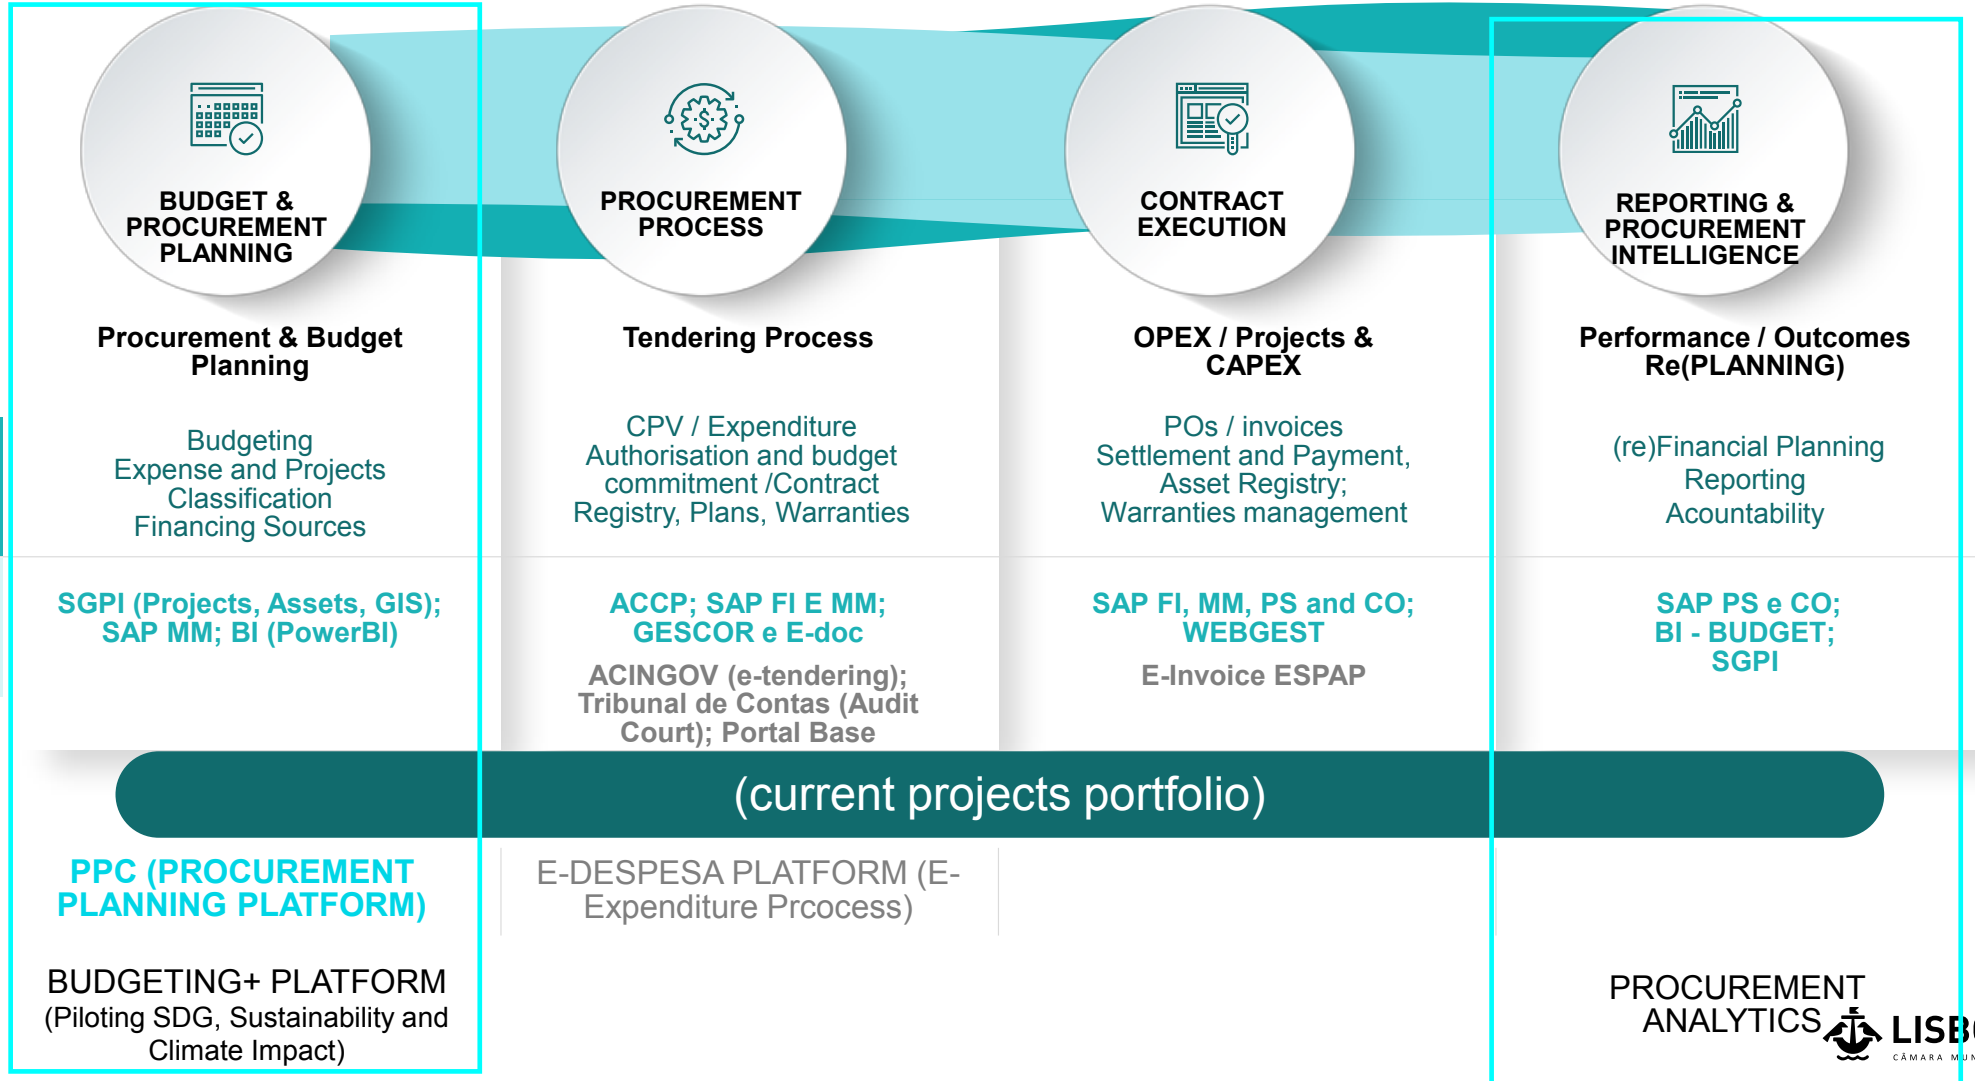 BUDGET &
PROCUREMENT
PLANNING
PROCUREMENT
PROCESS
CONTRACT
EXECUTION
REPORTING &
PROCUREMENT
INTELLIGENCE
Procurement & Budget
Planning
Tendering Process
OPEX / Projects &
CAPEX
Performance / Outcomes
Re(PLANNING)
Budgeting
Expense and Projects
Classification
Financing Sources
CPV / Expenditure
Authorisation and budget
commitment /Contract
Registry, Plans, Warranties
POs / invoices
Settlement and Payment,
Asset Registry;
Warranties management
(re)Financial Planning
Reporting
Acountability
SGPI (Projects, Assets, GIS);
SAP MM; BI (PowerBI)
ACCP; SAP FI E MM;
GESCOR e E-doc
ACINGOV (e-tendering);
Tribunal de Contas (Audit
Court); Portal Base
SAP FI, MM, PS and CO;
WEBGEST
E-Invoice ESPAP
SAP PS e CO;
BI - BUDGET;
SGPI
(current projects portfolio)
PPC (PROCUREMENT
PLANNING PLATFORM)
E-DESPESA PLATFORM (E-
Expenditure Prcocess)
BUDGETING+ PLATFORM
(Piloting SDG, Sustainability and
Climate Impact)
PROCUREMENT
ANALYTICS
CÂMARA